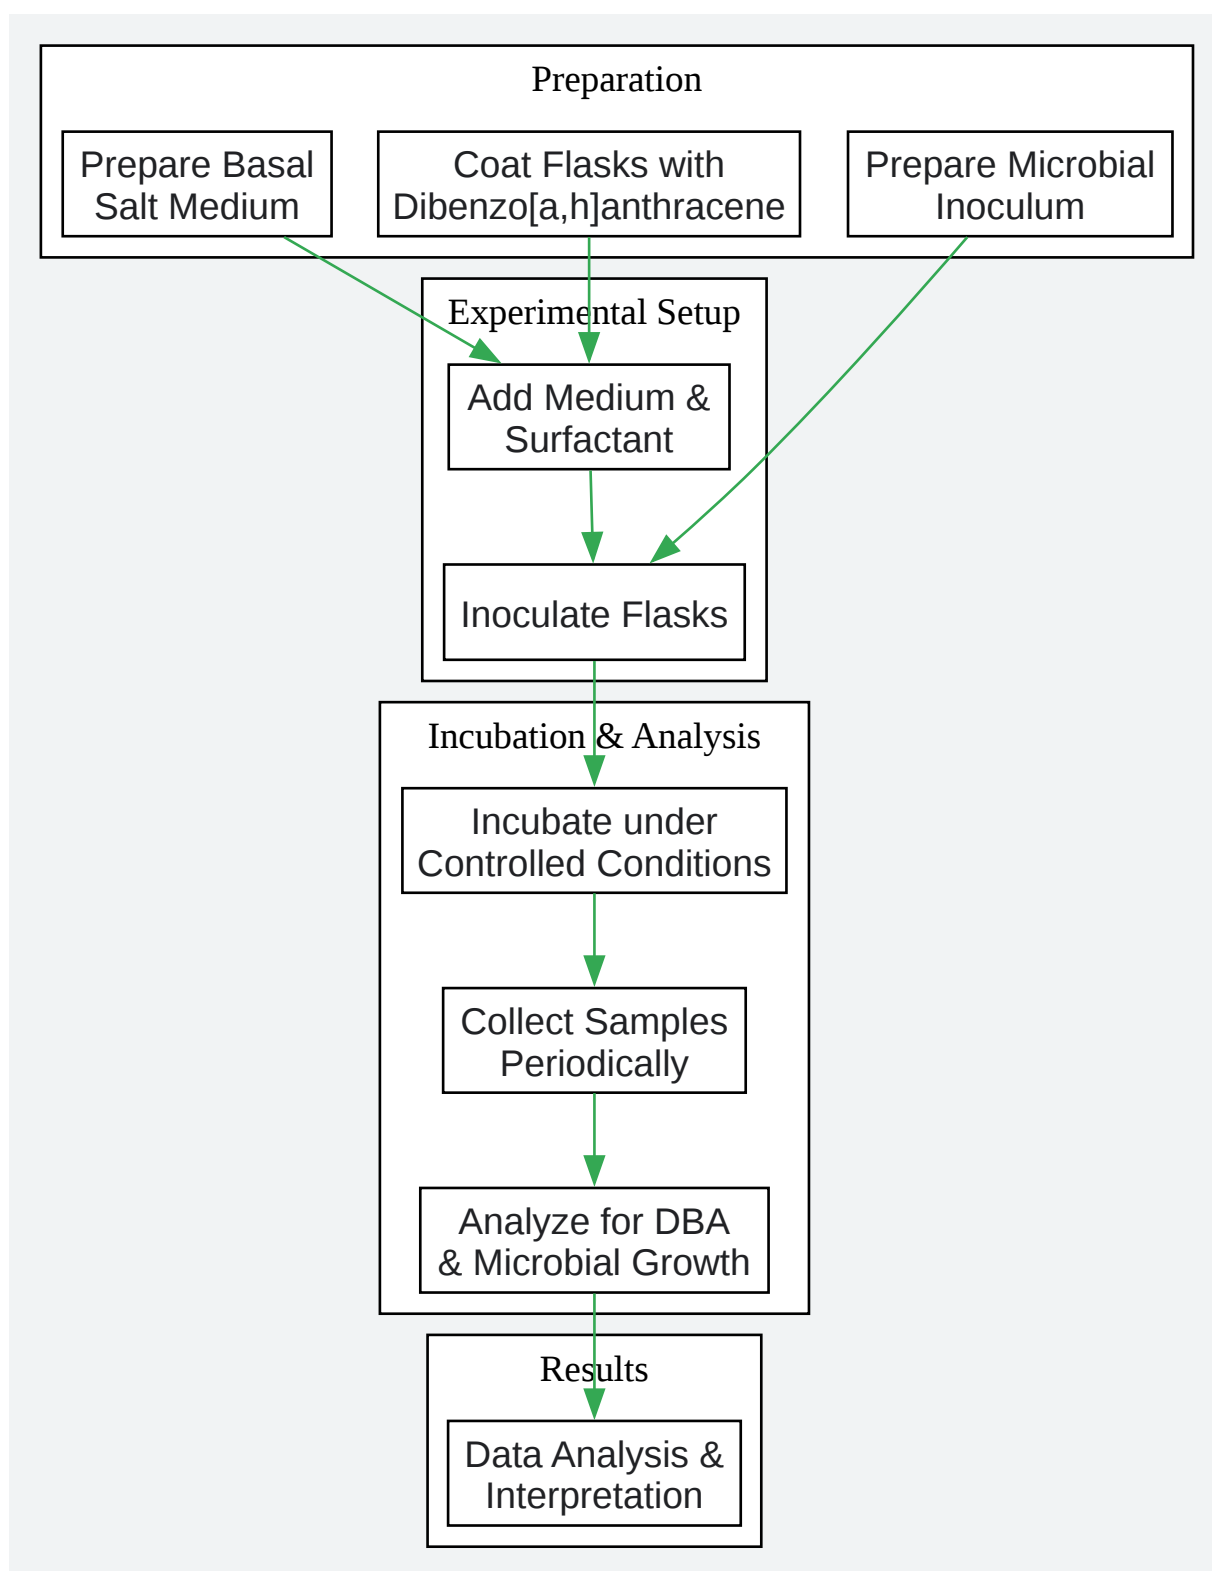 Preparation
Prepare Basal
Salt Medium
Coat Flasks with
Dibenzo[a,h]anthracene
Prepare Microbial
Inoculum
Experimental Setup
Add Medium &
Surfactant
Inoculate Flasks
Incubation & Analysis
Incubate under
Controlled Conditions
Collect Samples
Periodically
Analyze for DBA
& Microbial Growth
Results
Data Analysis &
Interpretation